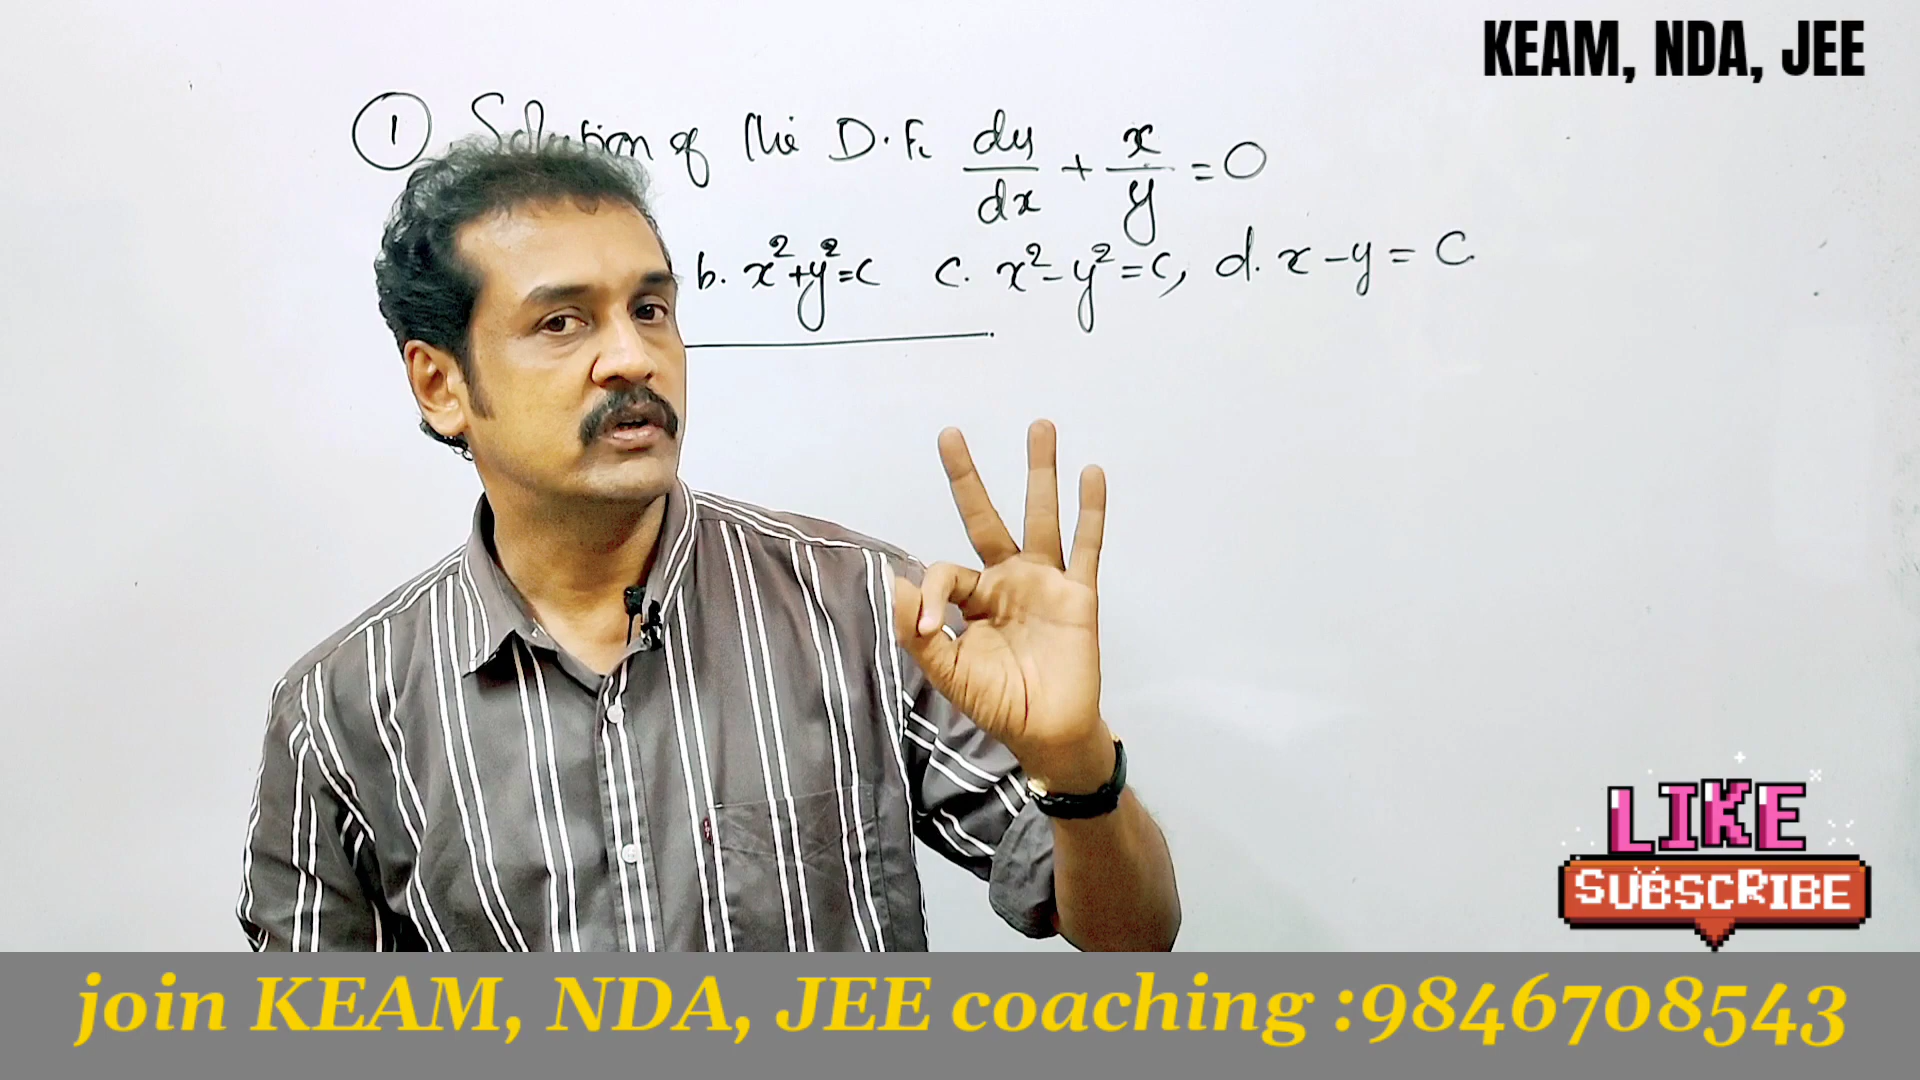 KEAM, NDA, JEE
① Solution of the D.E. dy/dx + x/y = 0
b. x²+y²=c c. x²-y²=c, d. x-y=c
LIKE
SUBSCRIBE
join KEAM, NDA, JEE coaching :9846708543